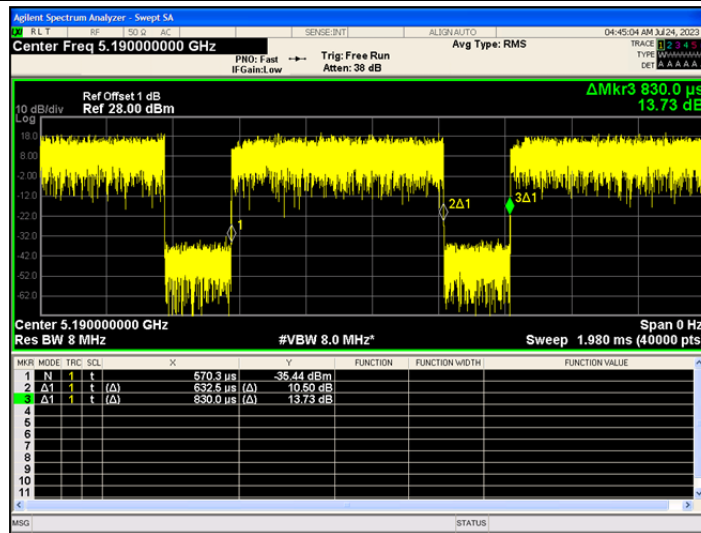 Agilent Spectrum Analyzer - Swept SA
RL T RF 50 Ω AC SENSE:INT ALIGN AUTO 04:45:04 AM Jul 24, 2023
Center Freq 5.190000000 GHz Avg Type: RMS TRACE 1 2 3 4 5
PNO: Fast Trig: Free Run TYPE
IFGain:Low Atten: 38 dB DET A A A A A
ΔMkr3 830.0 µs
Ref Offset 1 dB 13.73 dB
10 dB/div Ref 28.00 dBm
Log
18.0
8.00
-2.00
-12.0
2Δ1 3Δ1
-22.0
1
-32.0
-42.0
-52.0
-62.0
Center 5.190000000 GHz Span 0 Hz
Res BW 8 MHz #VBW 8.0 MHz* Sweep 1.980 ms (40000 pts
MKR MODE TRC SCL X Y FUNCTION FUNCTION WIDTH FUNCTION VALUE
1 N 1 t 570.3 µs -35.44 dBm
2 Δ1 1 t (Δ) 632.5 µs (Δ) 10.50 dB
3 Δ1 1 t (Δ) 830.0 µs (Δ) 13.73 dB
4
5
6
7
8
9
10
11
MSG STATUS